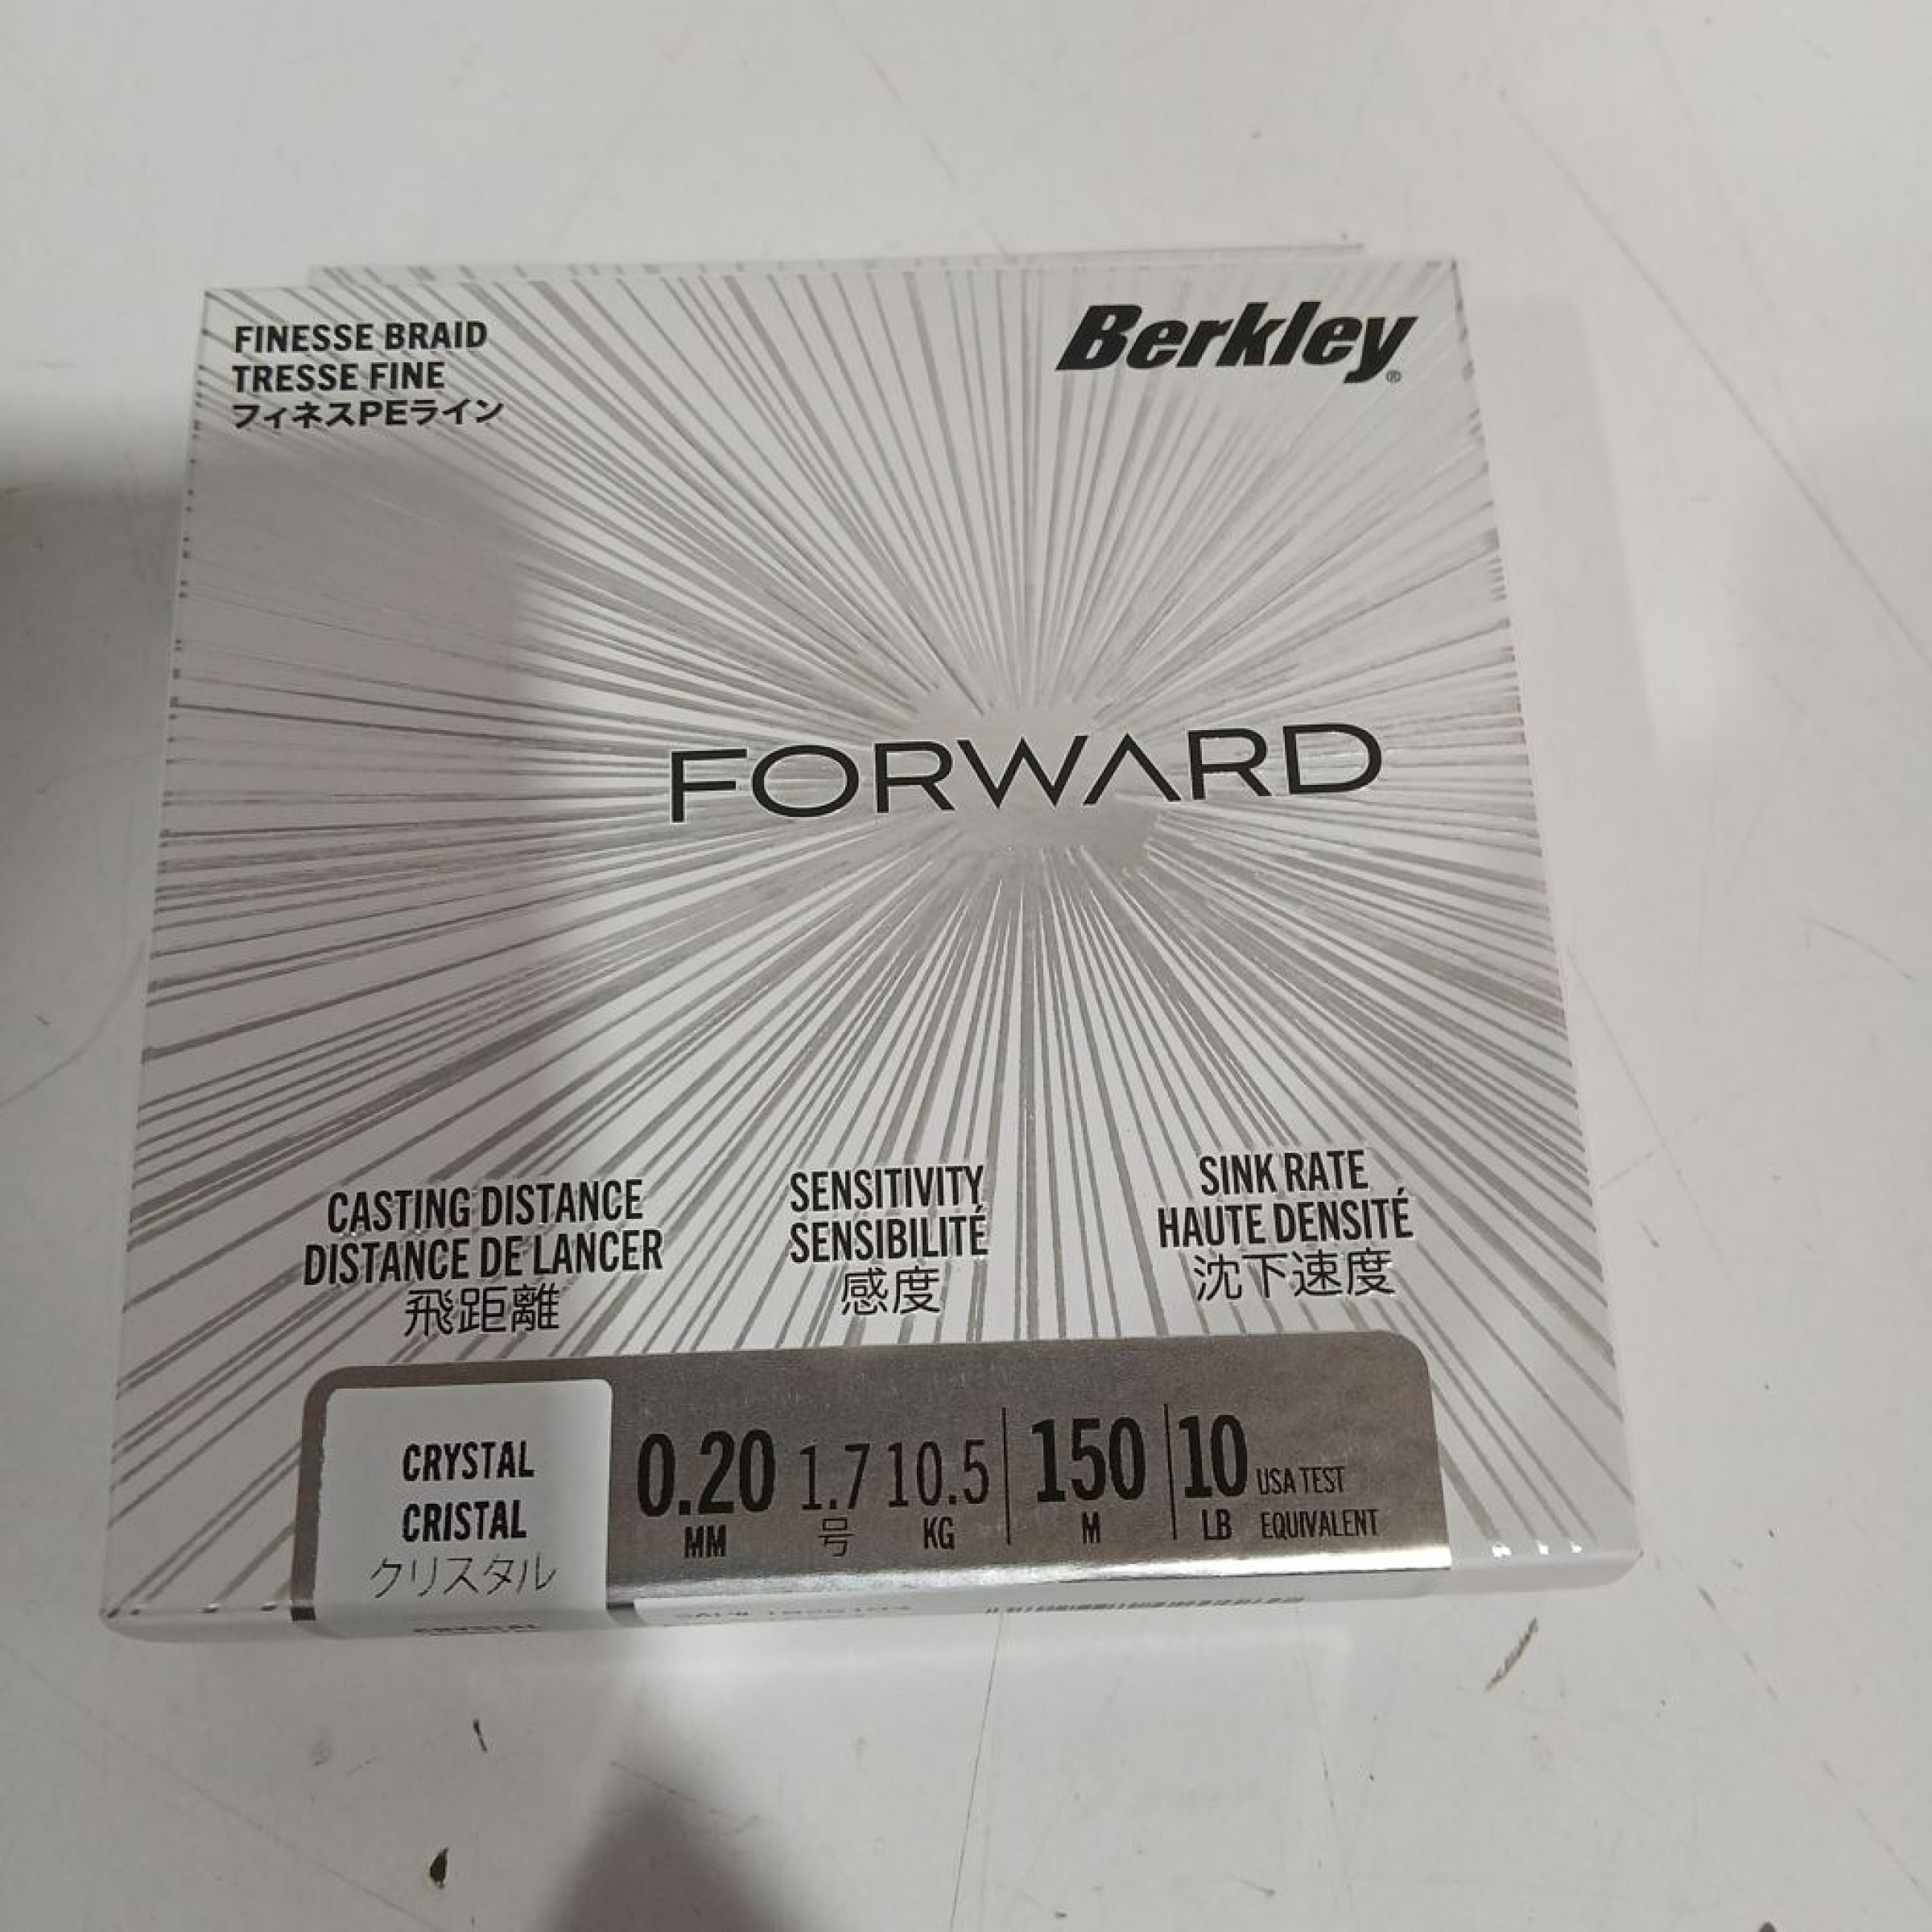 FINESSE BRAID
TRESSE FINE
フィネスPEライン
Berkley®
FORWARD
CASTING DISTANCE
DISTANCE DE LANCER
飛距離
SENSITIVITY
SENSIBILITÉ
感度
SINK RATE
HAUTE DENSITÉ
沈下速度
CRYSTAL
CRISTAL
クリスタル
0.20 1.7 10.5 150 10 USA TEST
MM 号 KG M LB EQUIVALENT
CRYSTAL